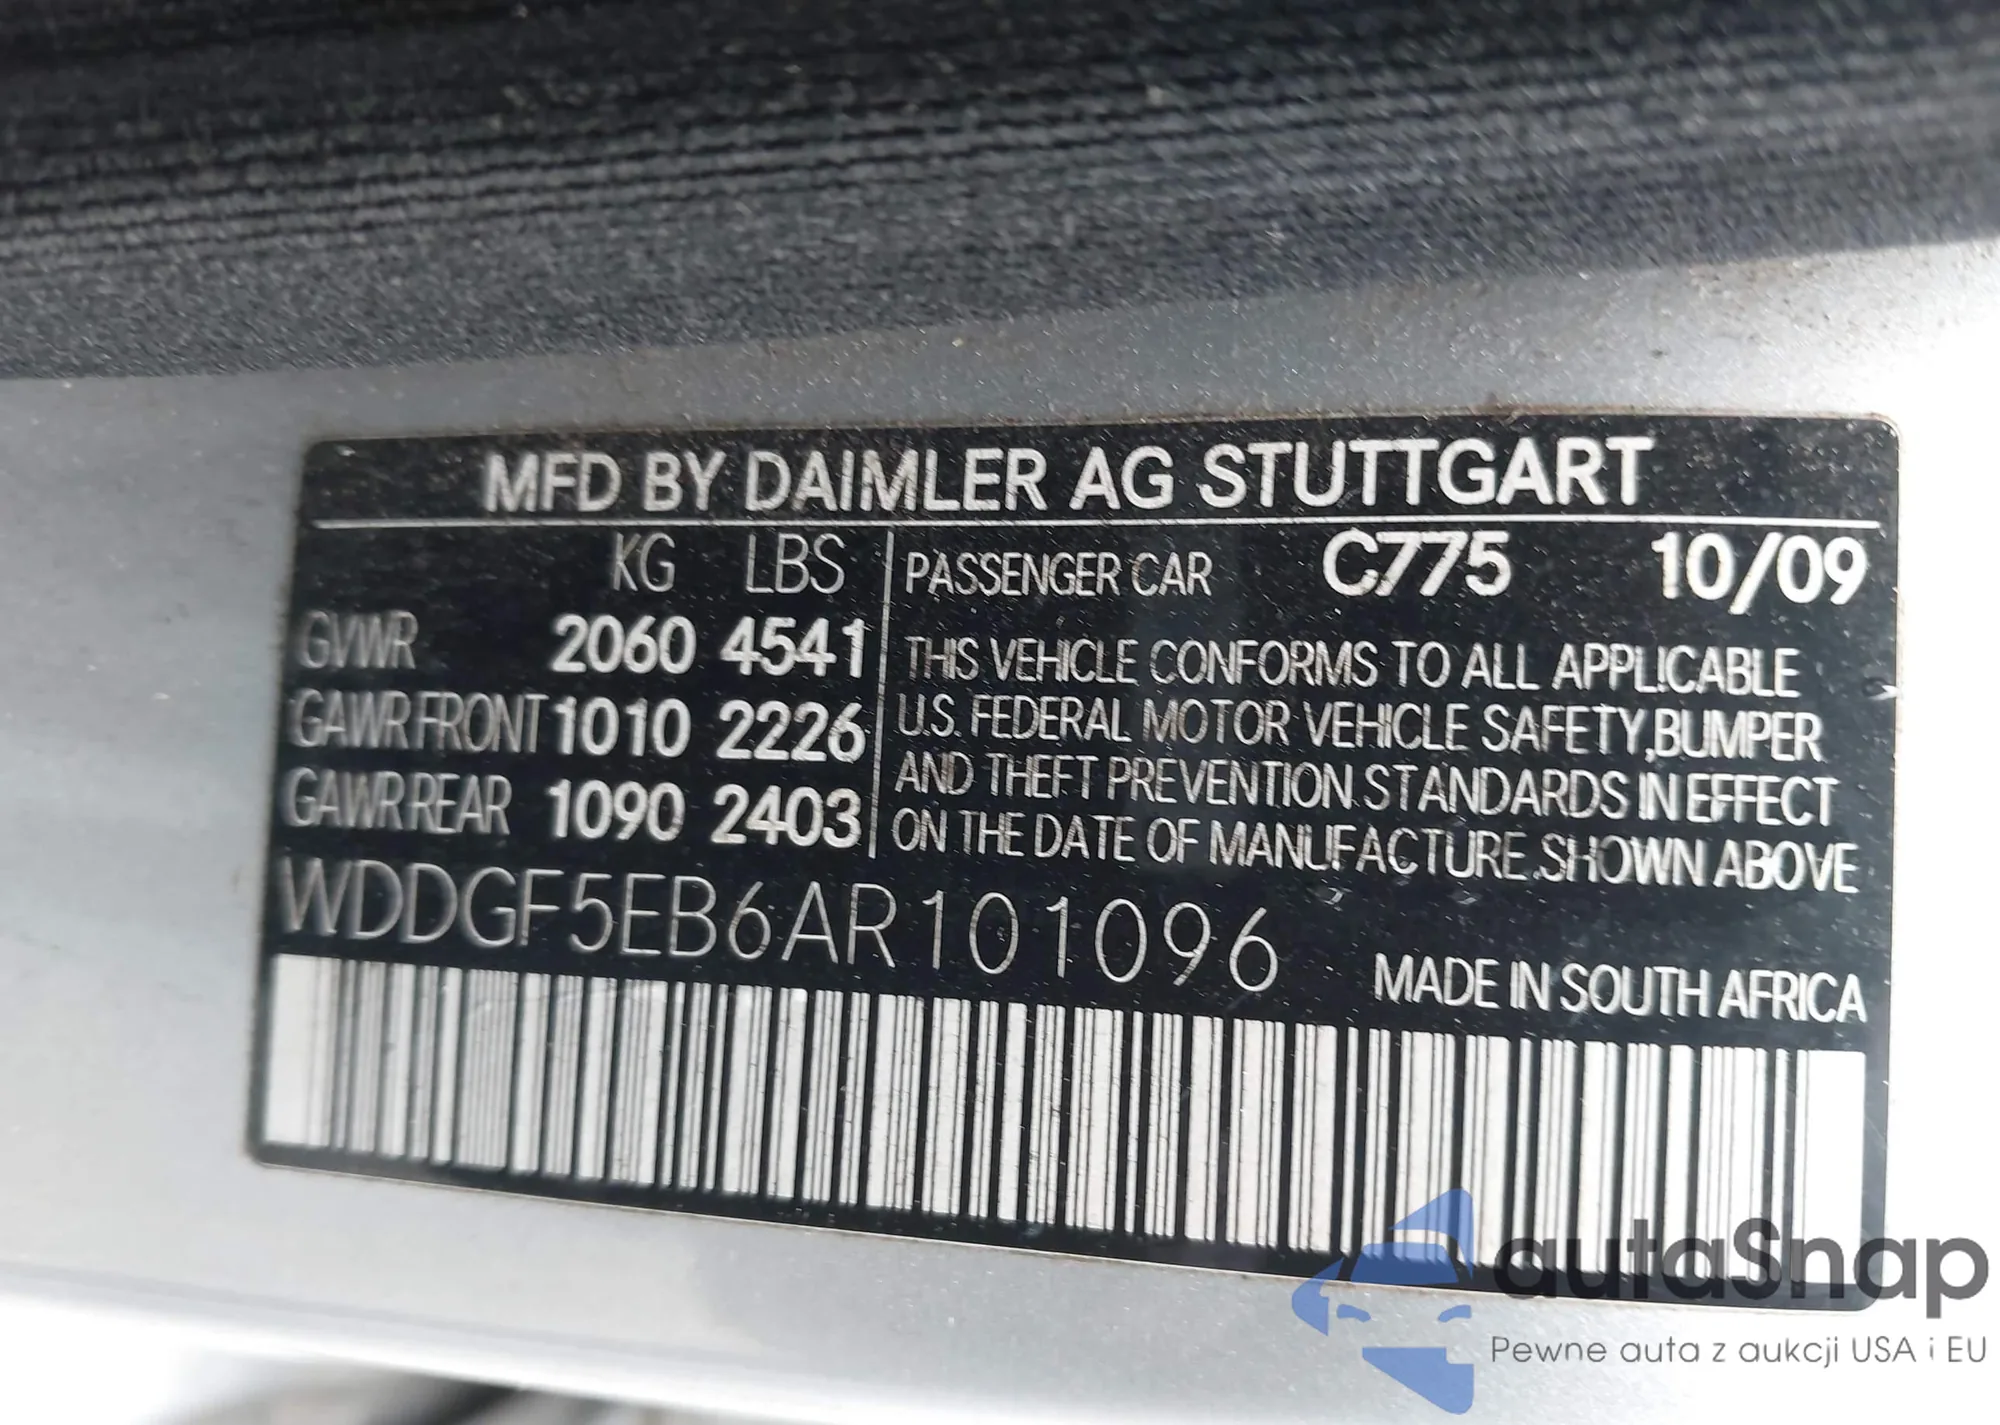 MFD BY DAIMLER AG STUTTGART
KG LBS
GVWR 2060 4541
GAWR FRONT 1010 2226
GAWR REAR 1090 2403
PASSENGER CAR C775 10/09
THIS VEHICLE CONFORMS TO ALL APPLICABLE
U.S. FEDERAL MOTOR VEHICLE SAFETY, BUMPER
AND THEFT PREVENTION STANDARDS IN EFFECT
ON THE DATE OF MANUFACTURE SHOWN ABOVE
WDDGF5EB6AR101096
MADE IN SOUTH AFRICA
autaSnap
Pewne auta z aukcji USA i EU